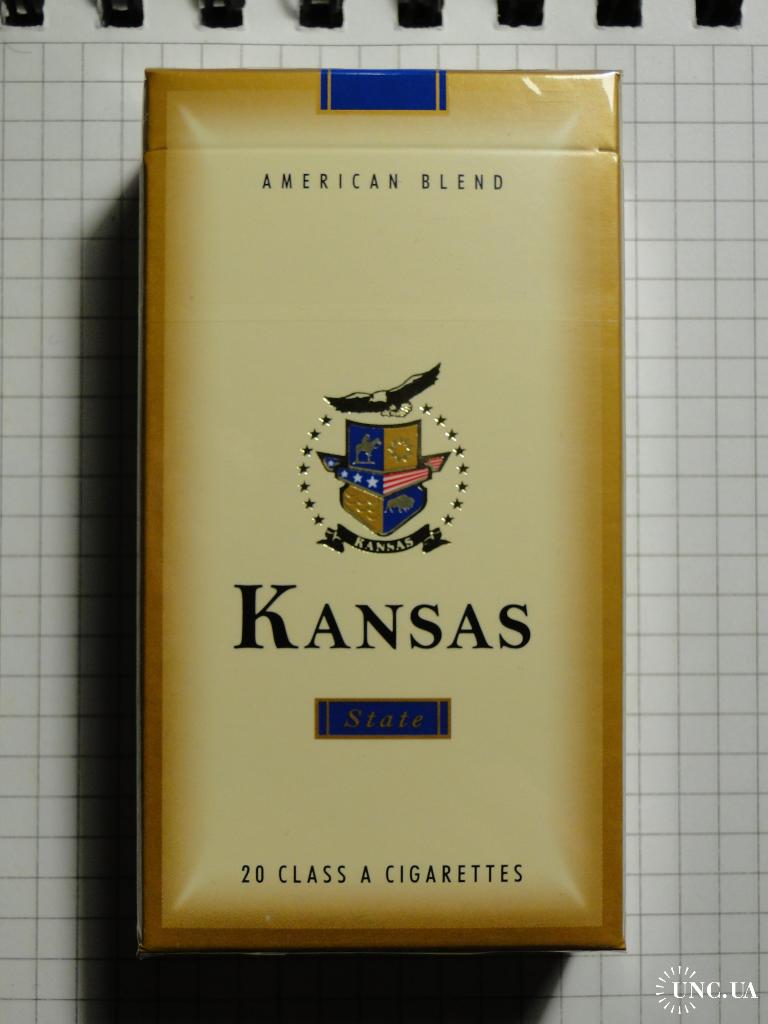 AMERICAN BLEND
KANSAS
KANSAS
State
20 CLASS A CIGARETTES
UNC.UA